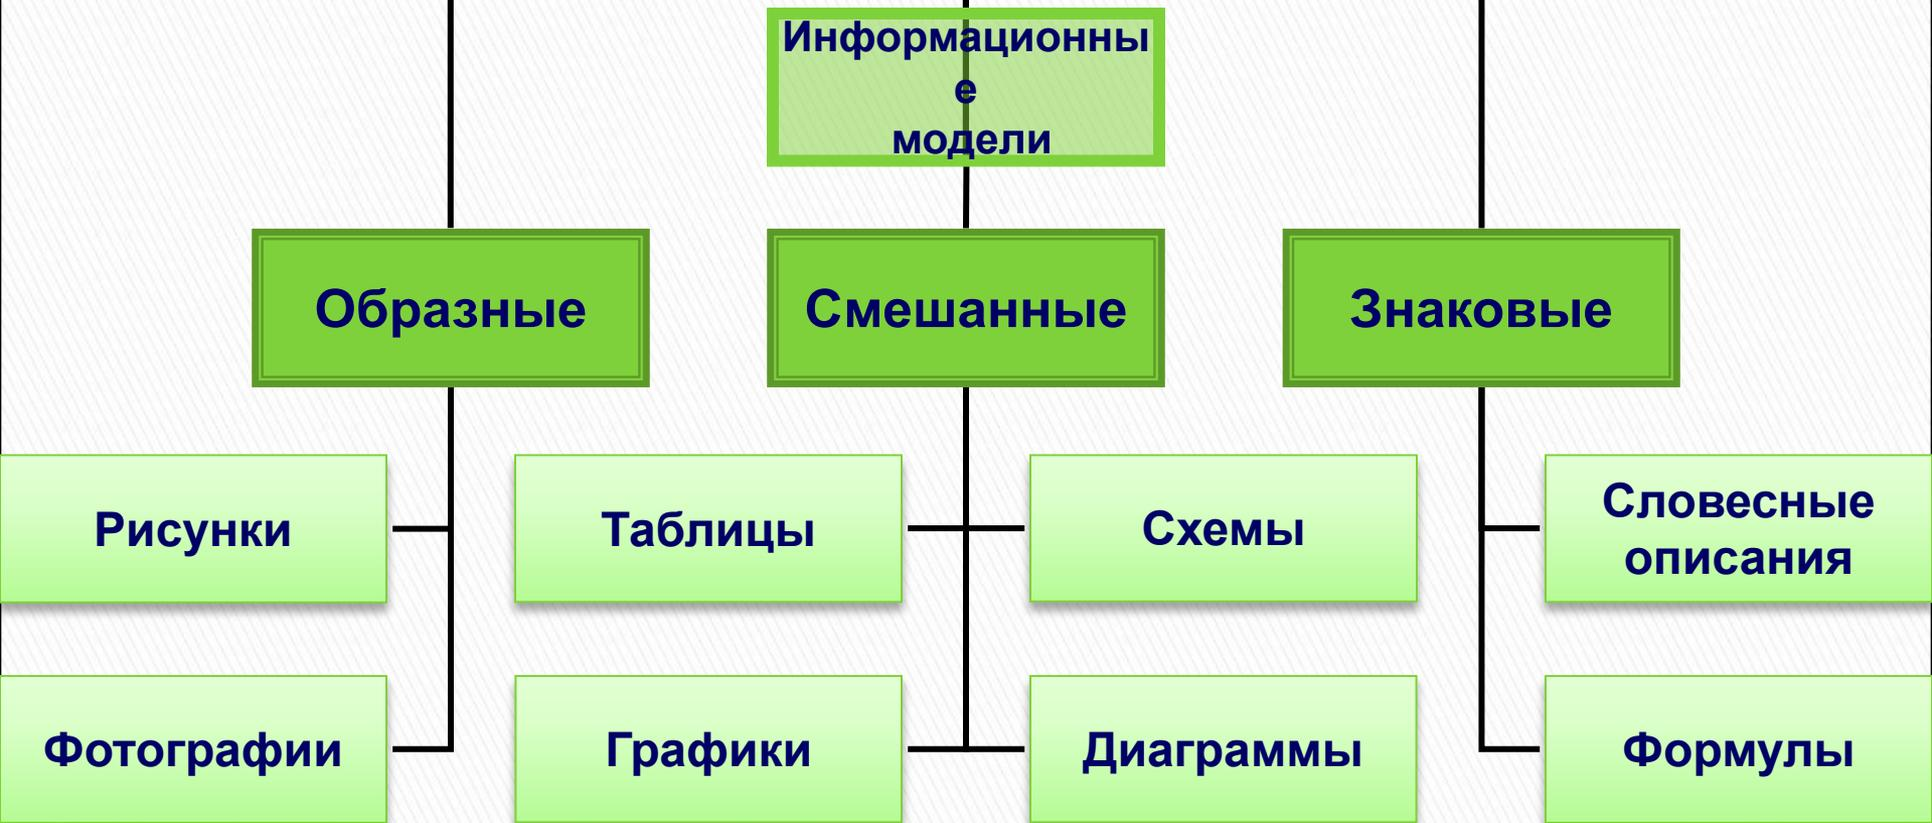 Информационны
е
модели
Образные
Смешанные
Знаковые
Рисунки
Таблицы
Схемы
Словесные
описания
Фотографии
Графики
Диаграммы
Формулы